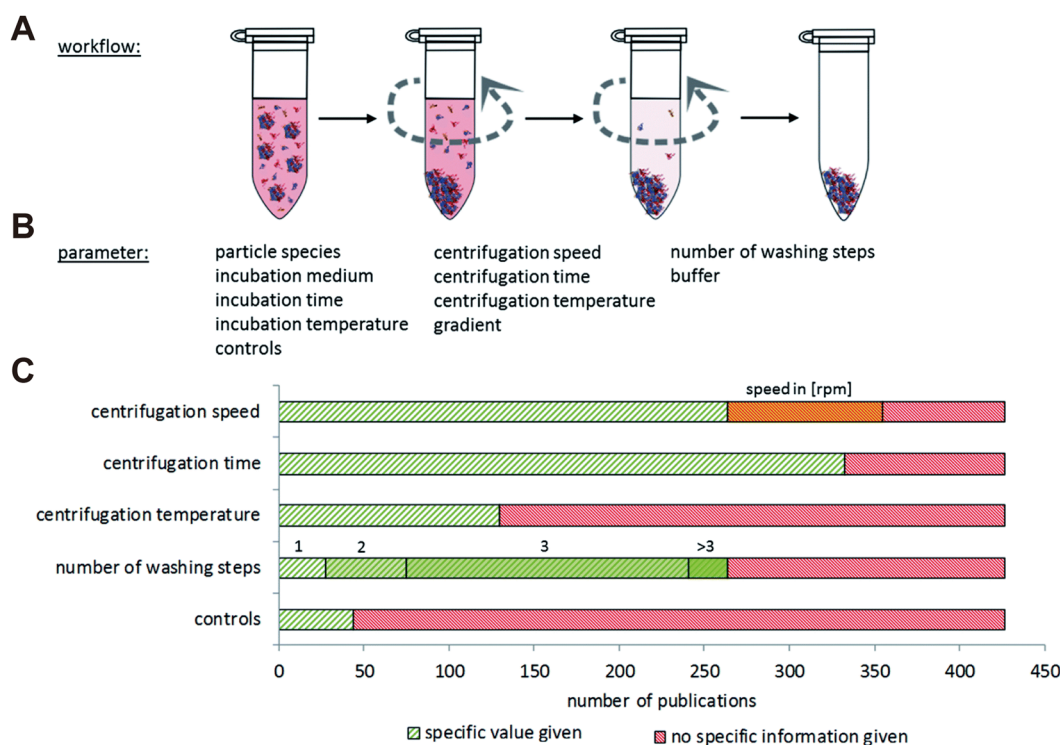 A
workflow:
B
parameter:
particle species
incubation medium
incubation time
incubation temperature
controls
centrifugation speed
centrifugation time
centrifugation temperature
gradient
number of washing steps
buffer
C
speed in [rpm]
centrifugation speed
centrifugation time
centrifugation temperature
1 2 3 >3
number of washing steps
controls
0 50 100 150 200 250 300 350 400 450
number of publications
specific value given
no specific information given